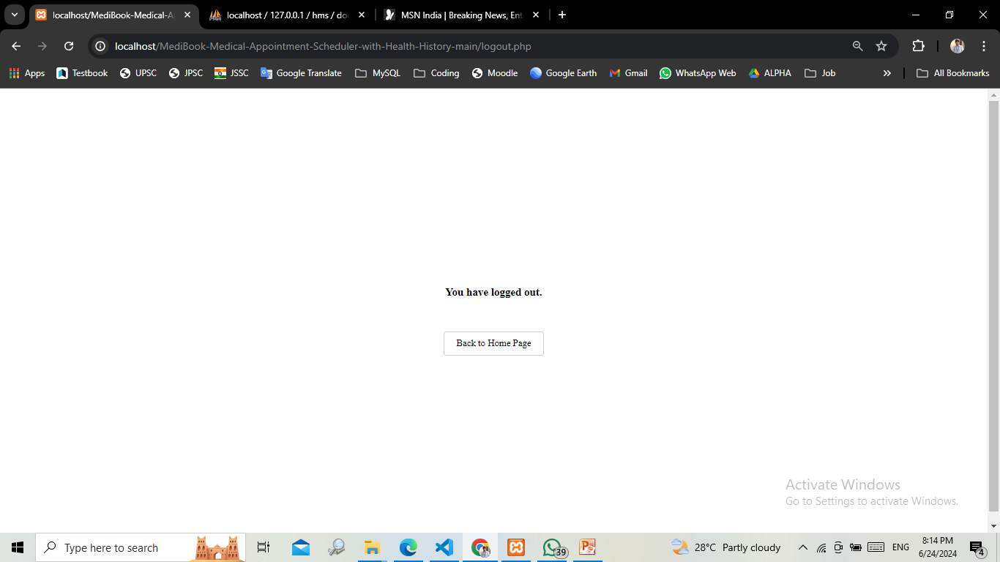 localhost/MediBook-Medical-Ap
localhost / 127.0.0.1 / hms / doc
MSN India | Breaking News, Ent
localhost/MediBook-Medical-Appointment-Scheduler-with-Health-History-main/logout.php
Apps
Testbook
UPSC
JPSC
JSSC
Google Translate
MySQL
Coding
Moodle
Google Earth
Gmail
WhatsApp Web
ALPHA
Job
All Bookmarks
You have logged out.
Back to Home Page
Activate Windows
Go to Settings to activate Windows.
Type here to search
39
28°C Partly cloudy
ENG
8:14 PM
6/24/2024
4